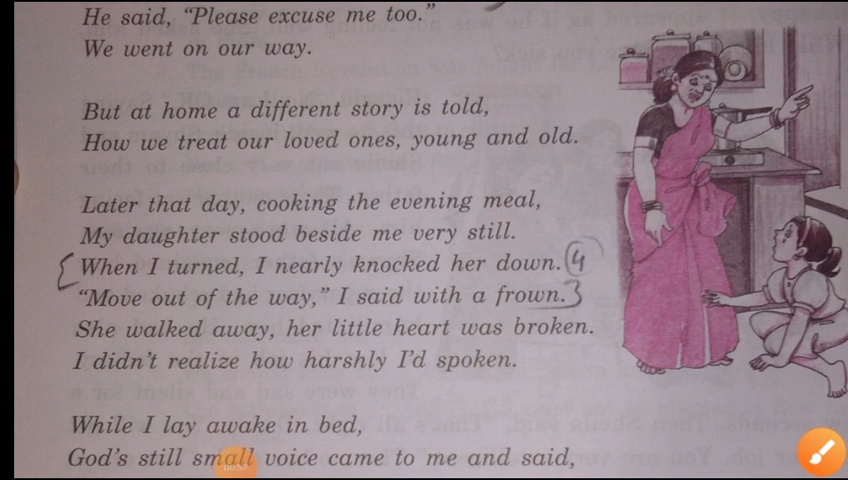 He said, “Please excuse me too.”
We went on our way.
But at home a different story is told,
How we treat our loved ones, young and old.
Later that day, cooking the evening meal,
My daughter stood beside me very still.
When I turned, I nearly knocked her down. 4
“Move out of the way,” I said with a frown.
She walked away, her little heart was broken.
I didn’t realize how harshly I’d spoken.
While I lay awake in bed,
God’s still small voice came to me and said,